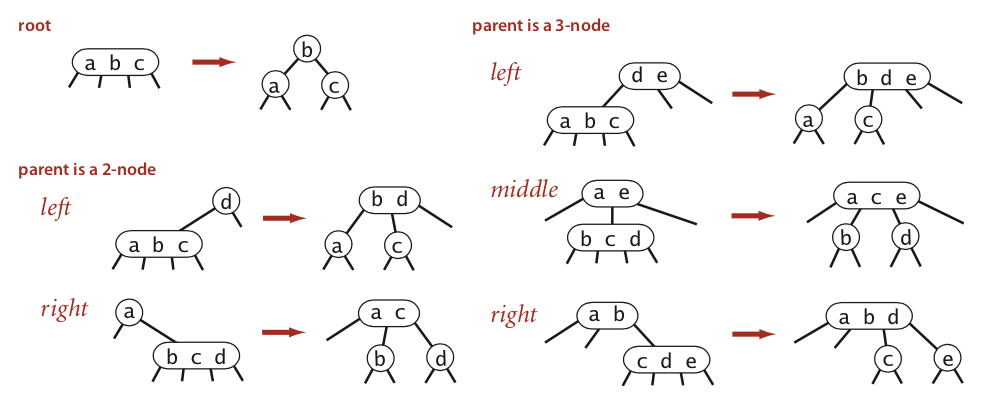 root
a b c
b
a c
parent is a 2-node
left
d
a b c
b d
a c
right
a
b c d
a c
b d
parent is a 3-node
left
d e
a b c
b d e
a c
middle
a e
b c d
a c e
b d
right
a b
c d e
a b d
c e